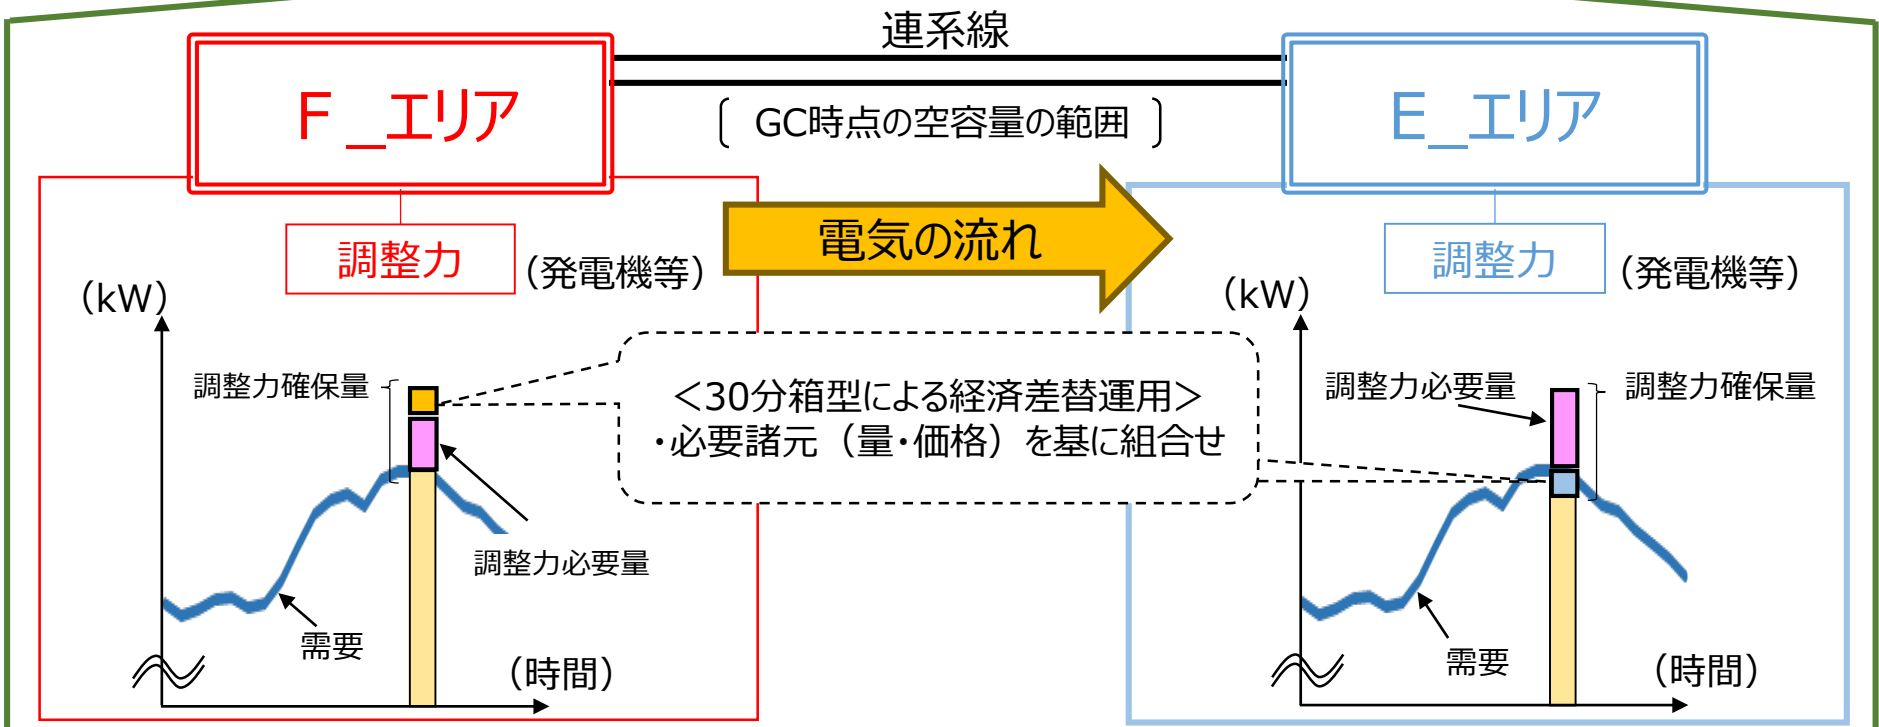 連系線
F_エリア
〔 GC時点の空容量の範囲 〕
E_エリア
電気の流れ
調整力
(発電機等)
調整力
(発電機等)
(kW)
(kW)
調整力確保量
<30分箱型による経済差替運用>
・必要諸元（量・価格）を基に組合せ
調整力必要量
調整力確保量
調整力必要量
需要
(時間)
需要
(時間)